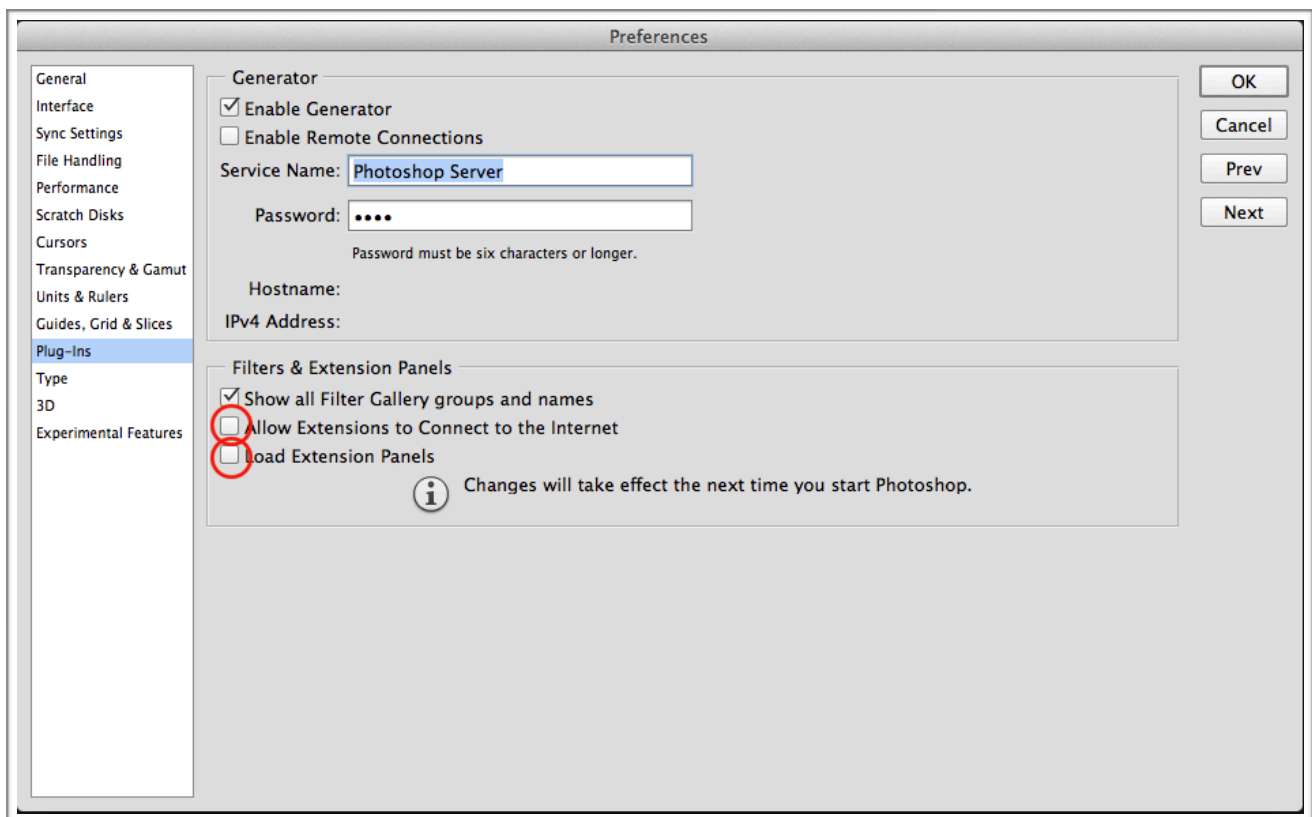 Preferences
General
Interface
Sync Settings
File Handling
Performance
Scratch Disks
Cursors
Transparency & Gamut
Units & Rulers
Guides, Grid & Slices
Plug-Ins
Type
3D
Experimental Features
Generator
Enable Generator
Enable Remote Connections
Service Name: Photoshop Server
Password: ••••
Password must be six characters or longer.
Hostname:
IPv4 Address:
Filters & Extension Panels
Show all Filter Gallery groups and names
Allow Extensions to Connect to the Internet
Load Extension Panels
Changes will take effect the next time you start Photoshop.
OK
Cancel
Prev
Next